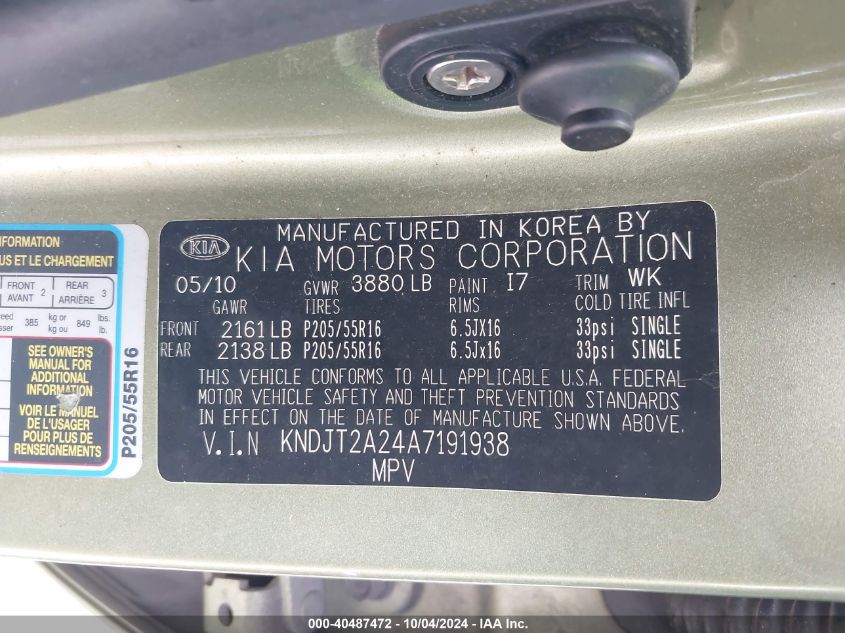 NFORMATION
US ET LE CHARGEMENT
FRONT
AVANT 2
REAR
ARRIÈRE 3
385 kg or
kg ou 849 lbs.
lb.
SEE OWNER'S
MANUAL FOR
ADDITIONAL
INFORMATION
VOIR LE MANUEL
DE L'USAGER
POUR PLUS DE
RENSEIGNEMENTS
P205/55R16
MANUFACTURED IN KOREA BY
KIA KIA MOTORS CORPORATION
05/10 GVWR 3880 LB PAINT I7 TRIM WK
GAWR TIRES RIMS COLD TIRE INFL
FRONT 2161 LB P205/55R16 6.5JX16 33psi SINGLE
REAR 2138 LB P205/55R16 6.5Jx16 33psi SINGLE
THIS VEHICLE CONFORMS TO ALL APPLICABLE U.S.A. FEDERAL
MOTOR VEHICLE SAFETY AND THEFT PREVENTION STANDARDS
IN EFFECT ON THE DATE OF MANUFACTURE SHOWN ABOVE.
V.I.N KNDJT2A24A7191938
MPV
000-40487472 - 10/04/2024 - IAA Inc.